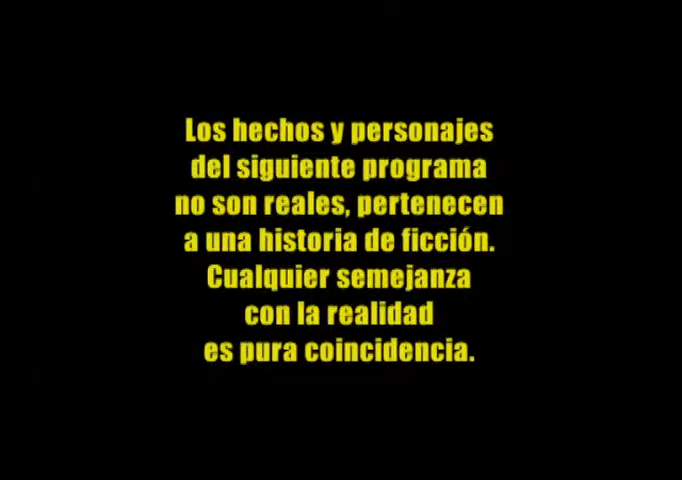 Los hechos y personajes
del siguiente programa
no son reales, pertenecen
a una historia de ficción.
Cualquier semejanza
con la realidad
es pura coincidencia.